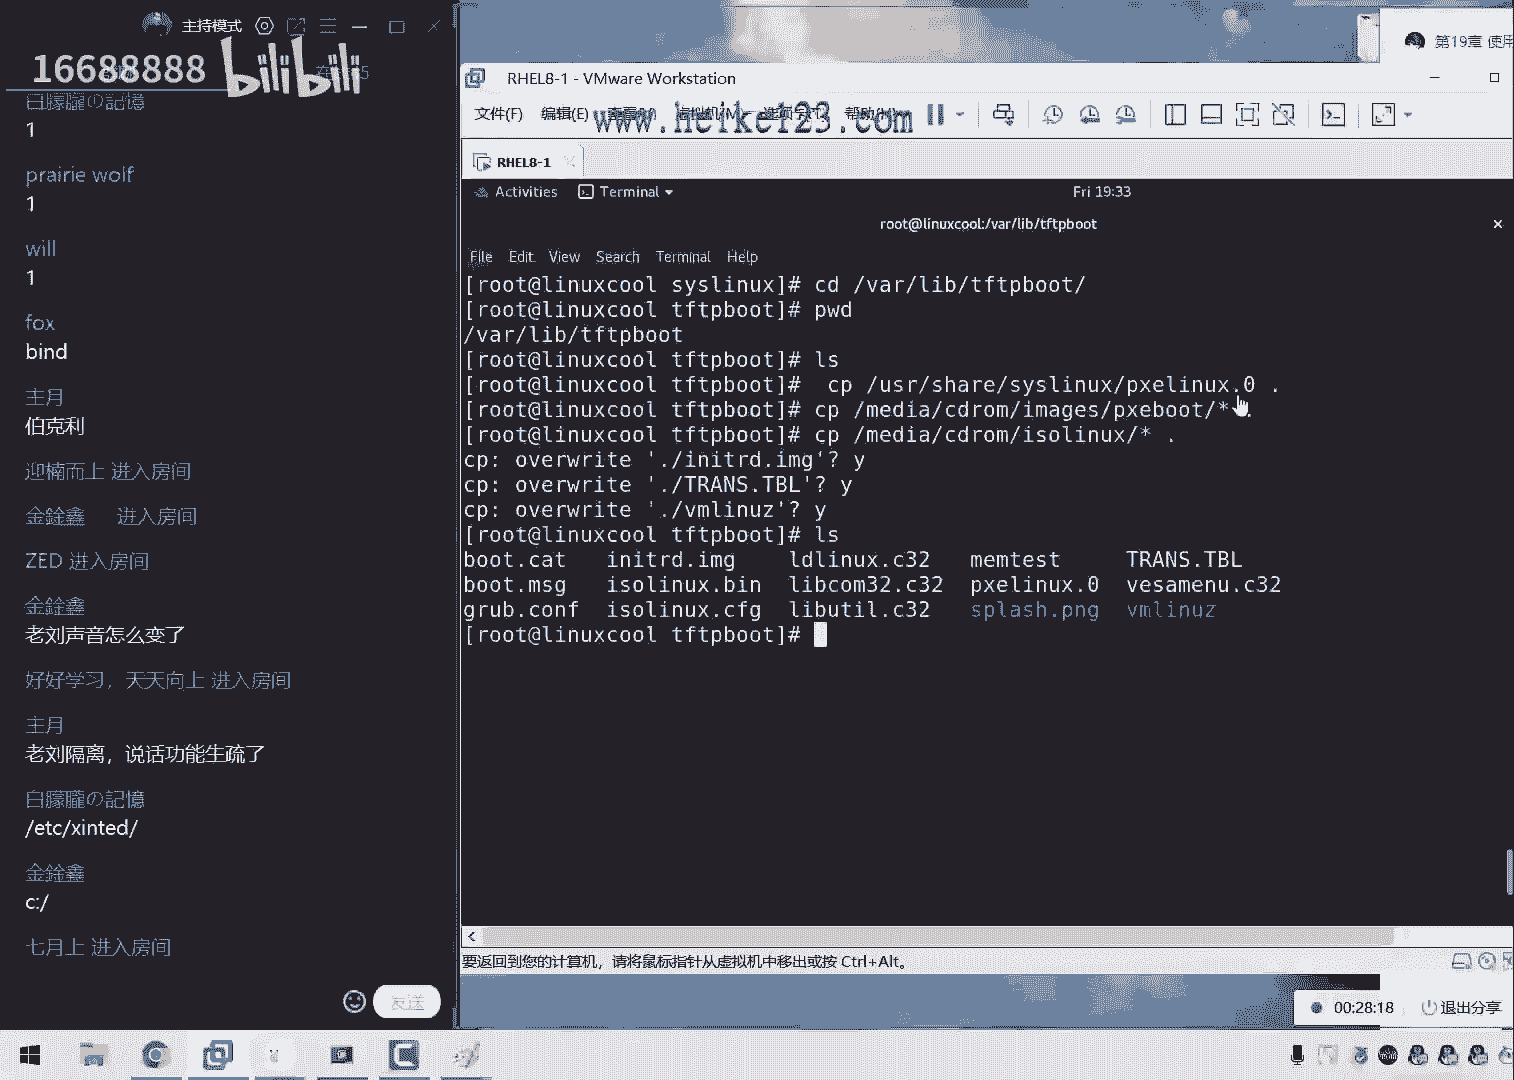 主持模式
16688888 bilibili
白朦朧の記憶
1
prairie wolf
1
will
1
fox
bind
主月
伯克利
迎楠而上 进入房间
金銓鑫 进入房间
ZED 进入房间
金銓鑫
老刘声音怎么变了
好好学习，天天向上 进入房间
主月
老刘隔离，说话功能生疏了
白朦朧の記憶
/etc/xinted/
金銓鑫
c:/
七月上 进入房间
发送
第19章 使用
RHEL8-1 - VMware Workstation
文件(F) 编辑(E)
www.heiket23.com
RHEL8-1
Activities Terminal Fri 19:33
root@linuxcool:/var/lib/tftpboot
File Edit View Search Terminal Help
[root@linuxcool syslinux]# cd /var/lib/tftpboot/
[root@linuxcool tftpboot]# pwd
/var/lib/tftpboot
[root@linuxcool tftpboot]# ls
[root@linuxcool tftpboot]#  cp /usr/share/syslinux/pxelinux.0 .
[root@linuxcool tftpboot]# cp /media/cdrom/images/pxeboot/* .
[root@linuxcool tftpboot]# cp /media/cdrom/isolinux/* .
cp: overwrite './initrd.img'? y
cp: overwrite './TRANS.TBL'? y
cp: overwrite './vmlinuz'? y
[root@linuxcool tftpboot]# ls
boot.cat initrd.img ldlinux.c32 memtest TRANS.TBL
boot.msg isolinux.bin libcom32.c32 pxelinux.0 vesamenu.c32
grub.conf isolinux.cfg libutil.c32 splash.png vmlinuz
[root@linuxcool tftpboot]#
要返回到您的计算机，请将鼠标指针从虚拟机中移出或按 Ctrl+Alt。
00:28:18 退出分享